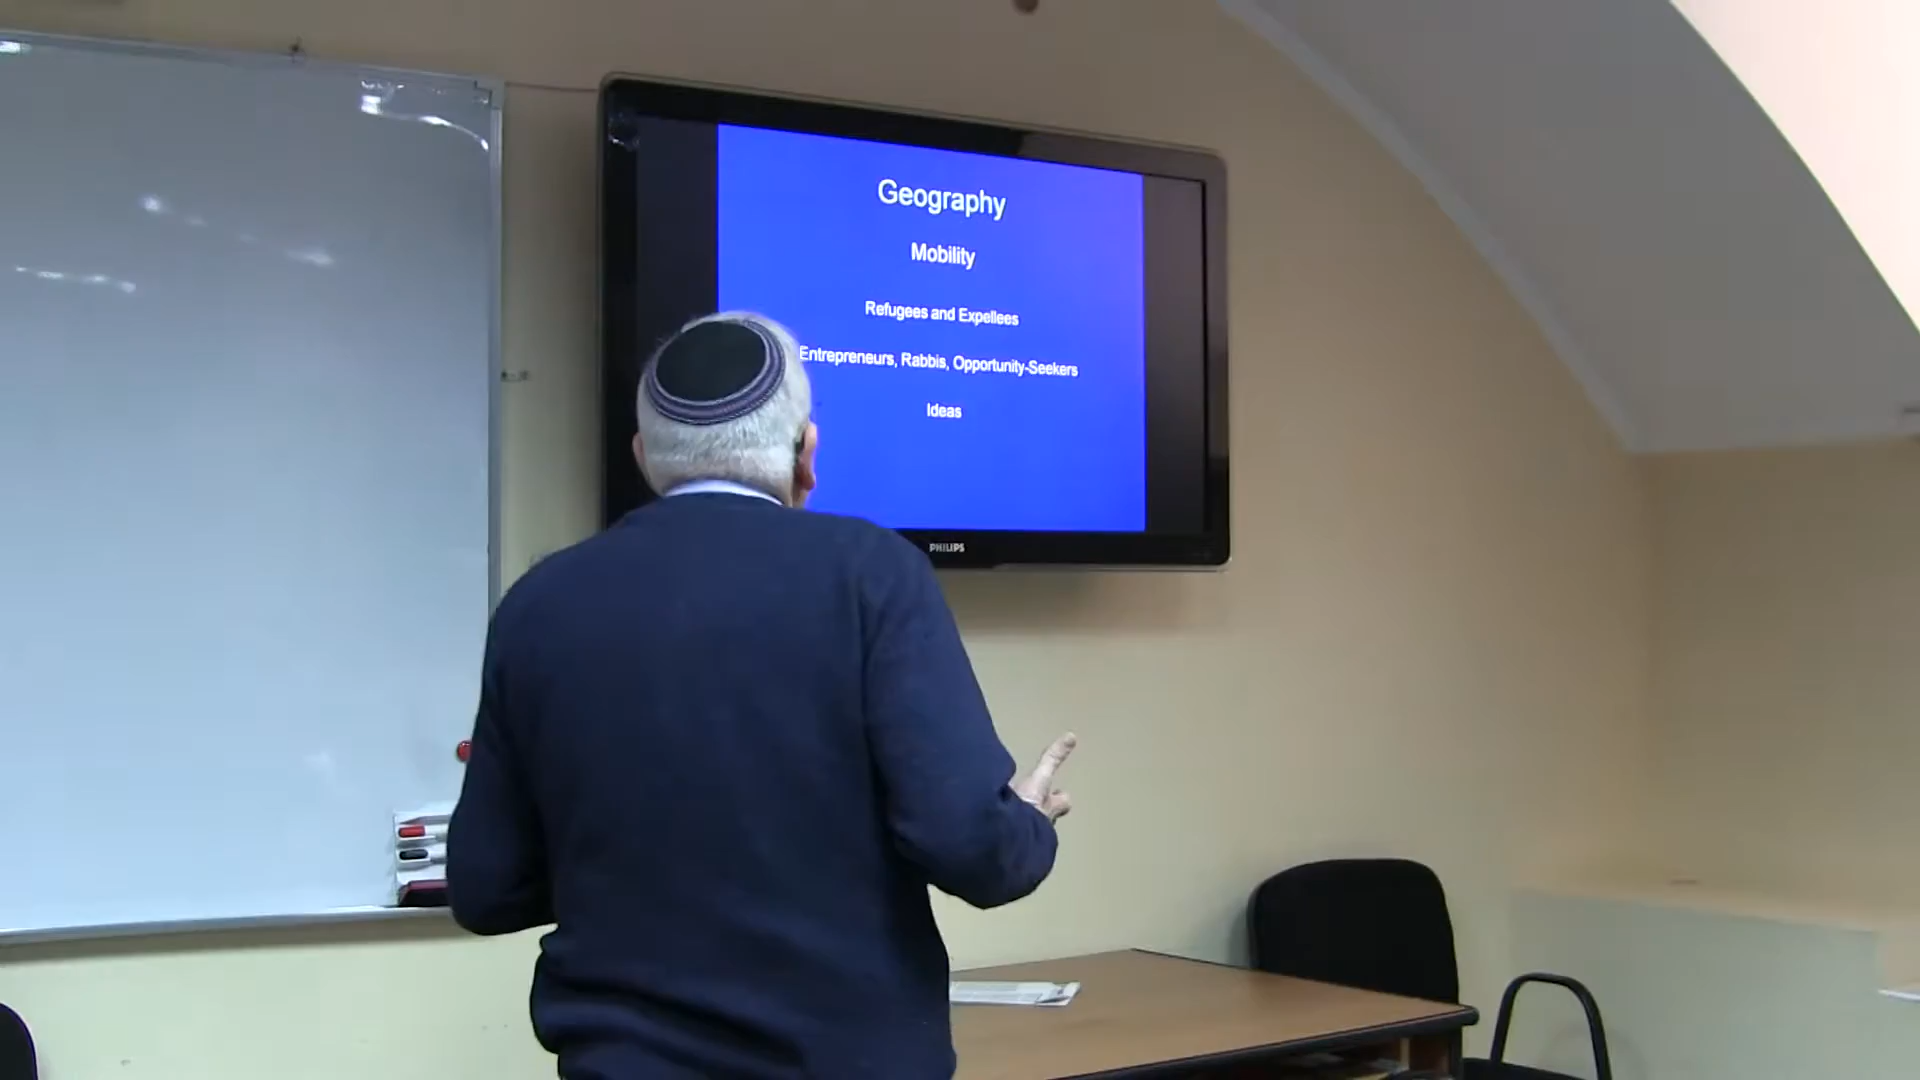 Geography
Mobility
Refugees and Expellees
Entrepreneurs, Rabbis, Opportunity-Seekers
Ideas
PHILIPS